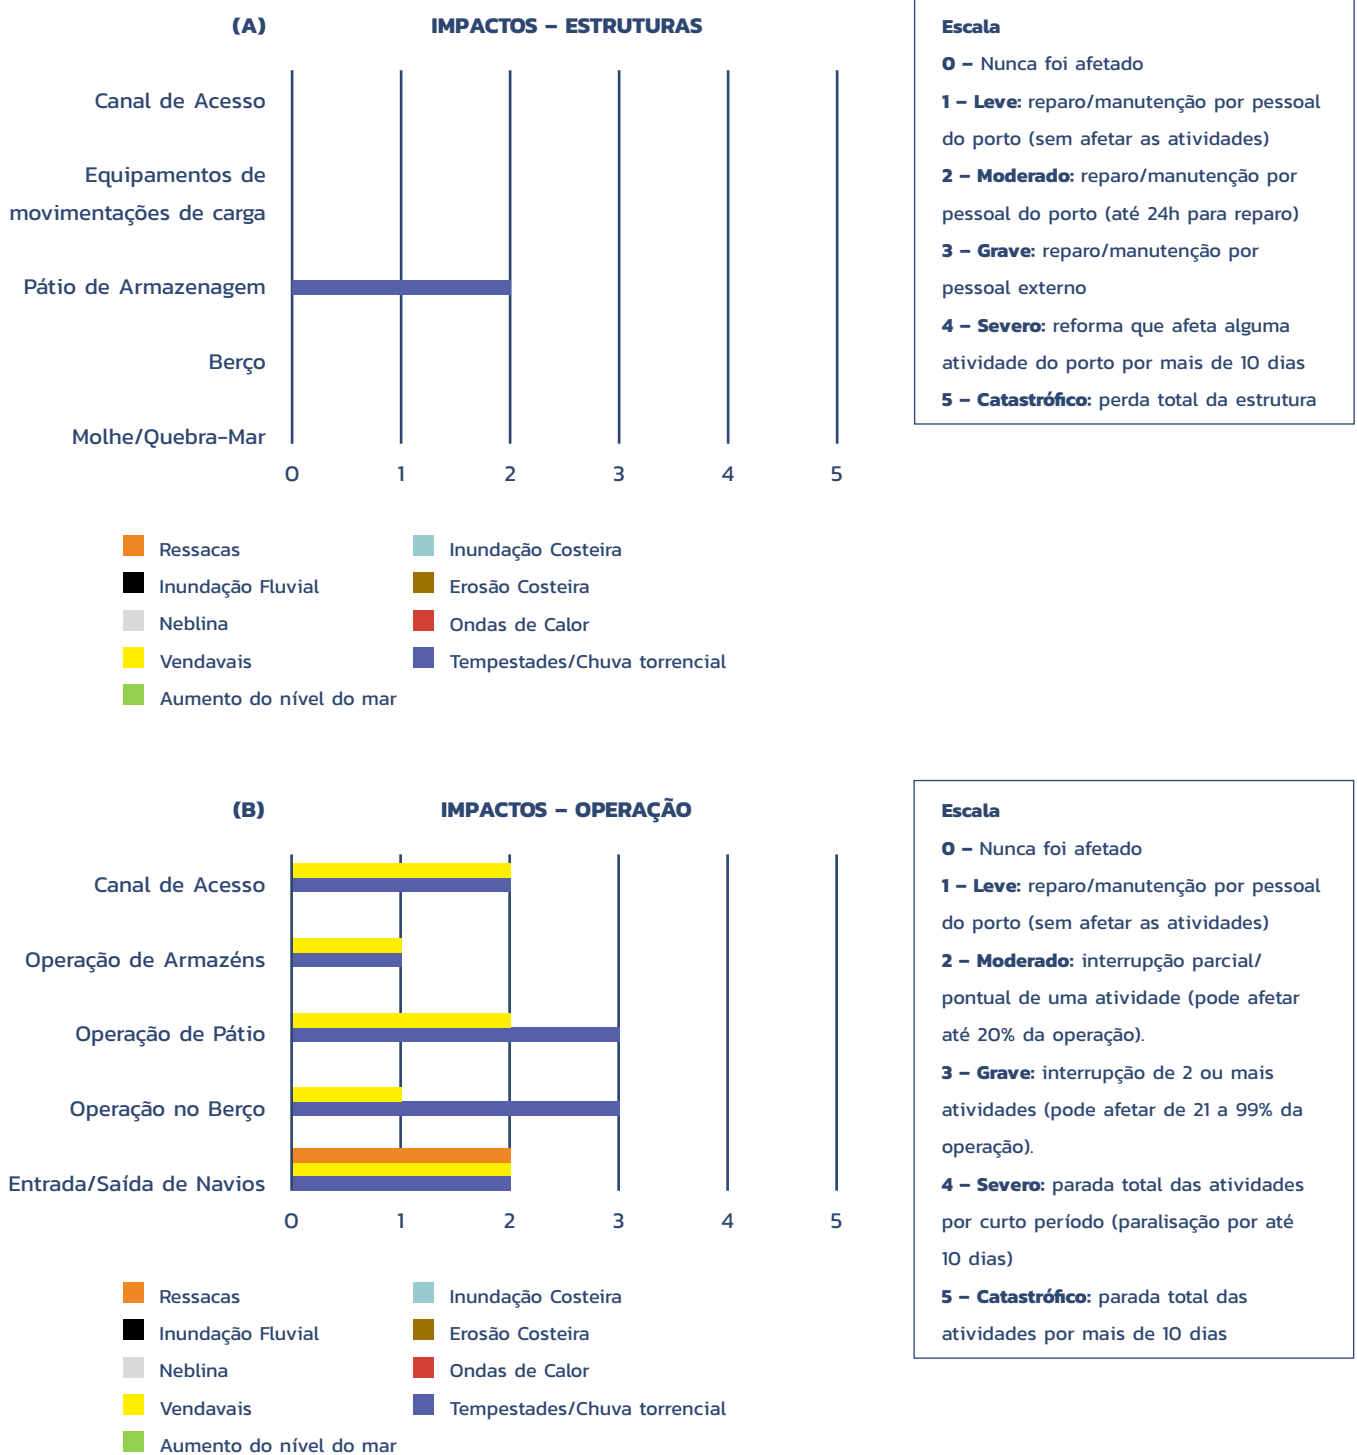 (A)
IMPACTOS – ESTRUTURAS
Canal de Acesso
Equipamentos de
movimentações de carga
Pátio de Armazenagem
Berço
Molhe/Quebra-Mar
0 1 2 3 4 5
Ressacas
Inundação Fluvial
Neblina
Vendavais
Aumento do nível do mar
Inundação Costeira
Erosão Costeira
Ondas de Calor
Tempestades/Chuva torrencial
Escala
0 – Nunca foi afetado
1 – Leve: reparo/manutenção por pessoal
do porto (sem afetar as atividades)
2 – Moderado: reparo/manutenção por
pessoal do porto (até 24h para reparo)
3 – Grave: reparo/manutenção por
pessoal externo
4 – Severo: reforma que afeta alguma
atividade do porto por mais de 10 dias
5 – Catastrófico: perda total da estrutura
(B)
IMPACTOS – OPERAÇÃO
Canal de Acesso
Operação de Armazéns
Operação de Pátio
Operação no Berço
Entrada/Saída de Navios
0 1 2 3 4 5
Ressacas
Inundação Fluvial
Neblina
Vendavais
Aumento do nível do mar
Inundação Costeira
Erosão Costeira
Ondas de Calor
Tempestades/Chuva torrencial
Escala
0 – Nunca foi afetado
1 – Leve: reparo/manutenção por pessoal
do porto (sem afetar as atividades)
2 – Moderado: interrupção parcial/
pontual de uma atividade (pode afetar
até 20% da operação).
3 – Grave: interrupção de 2 ou mais
atividades (pode afetar de 21 a 99% da
operação).
4 – Severo: parada total das atividades
por curto período (paralisação por até
10 dias)
5 – Catastrófico: parada total das
atividades por mais de 10 dias